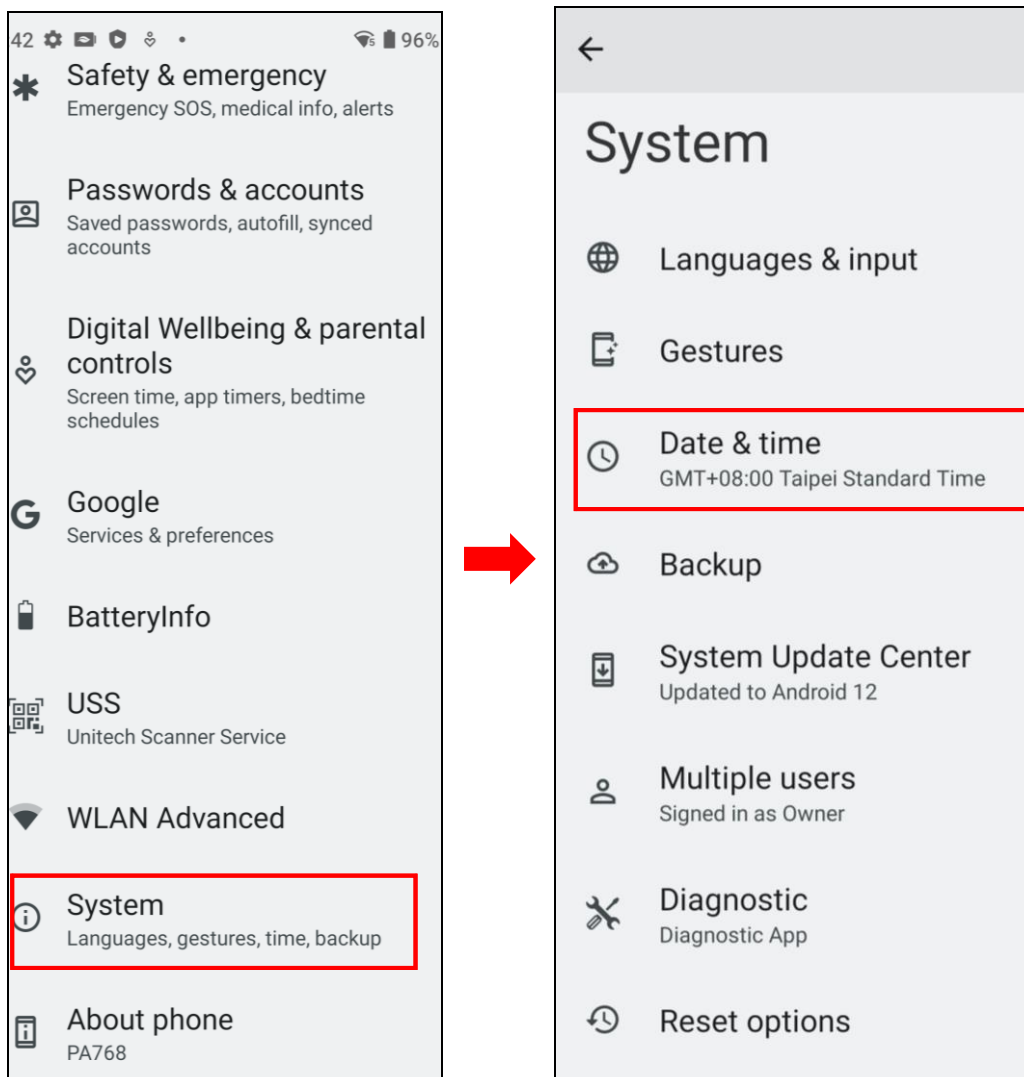 42 96%
Safety & emergency
Emergency SOS, medical info, alerts
Passwords & accounts
Saved passwords, autofill, synced
accounts
Digital Wellbeing & parental
controls
Screen time, app timers, bedtime
schedules
Google
Services & preferences
BatteryInfo
USS
Unitech Scanner Service
WLAN Advanced
System
Languages, gestures, time, backup
About phone
PA768
System
Languages & input
Gestures
Date & time
GMT+08:00 Taipei Standard Time
Backup
System Update Center
Updated to Android 12
Multiple users
Signed in as Owner
Diagnostic
Diagnostic App
Reset options